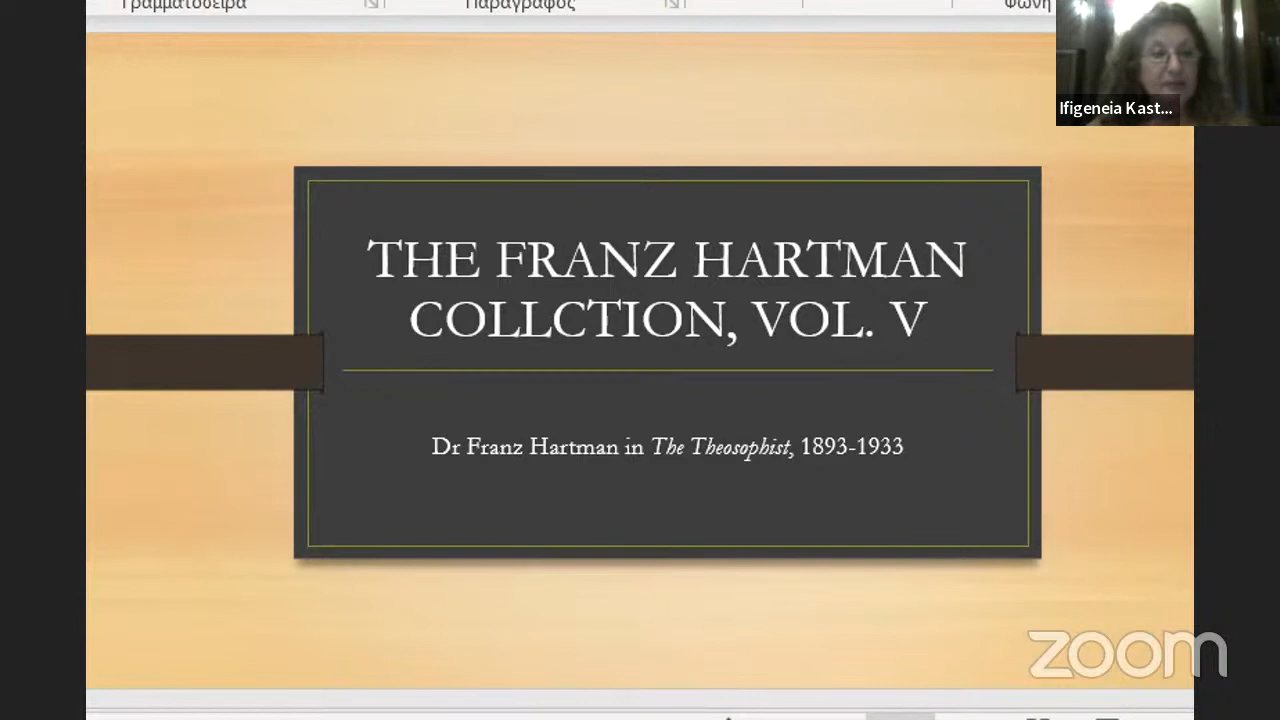 Γραμματοσειρά
Παράγραφος
Φωνή
Ifigeneia Kast...
THE FRANZ HARTMAN
COLLCTION, VOL. V
Dr Franz Hartman in The Theosophist, 1893-1933
zoom